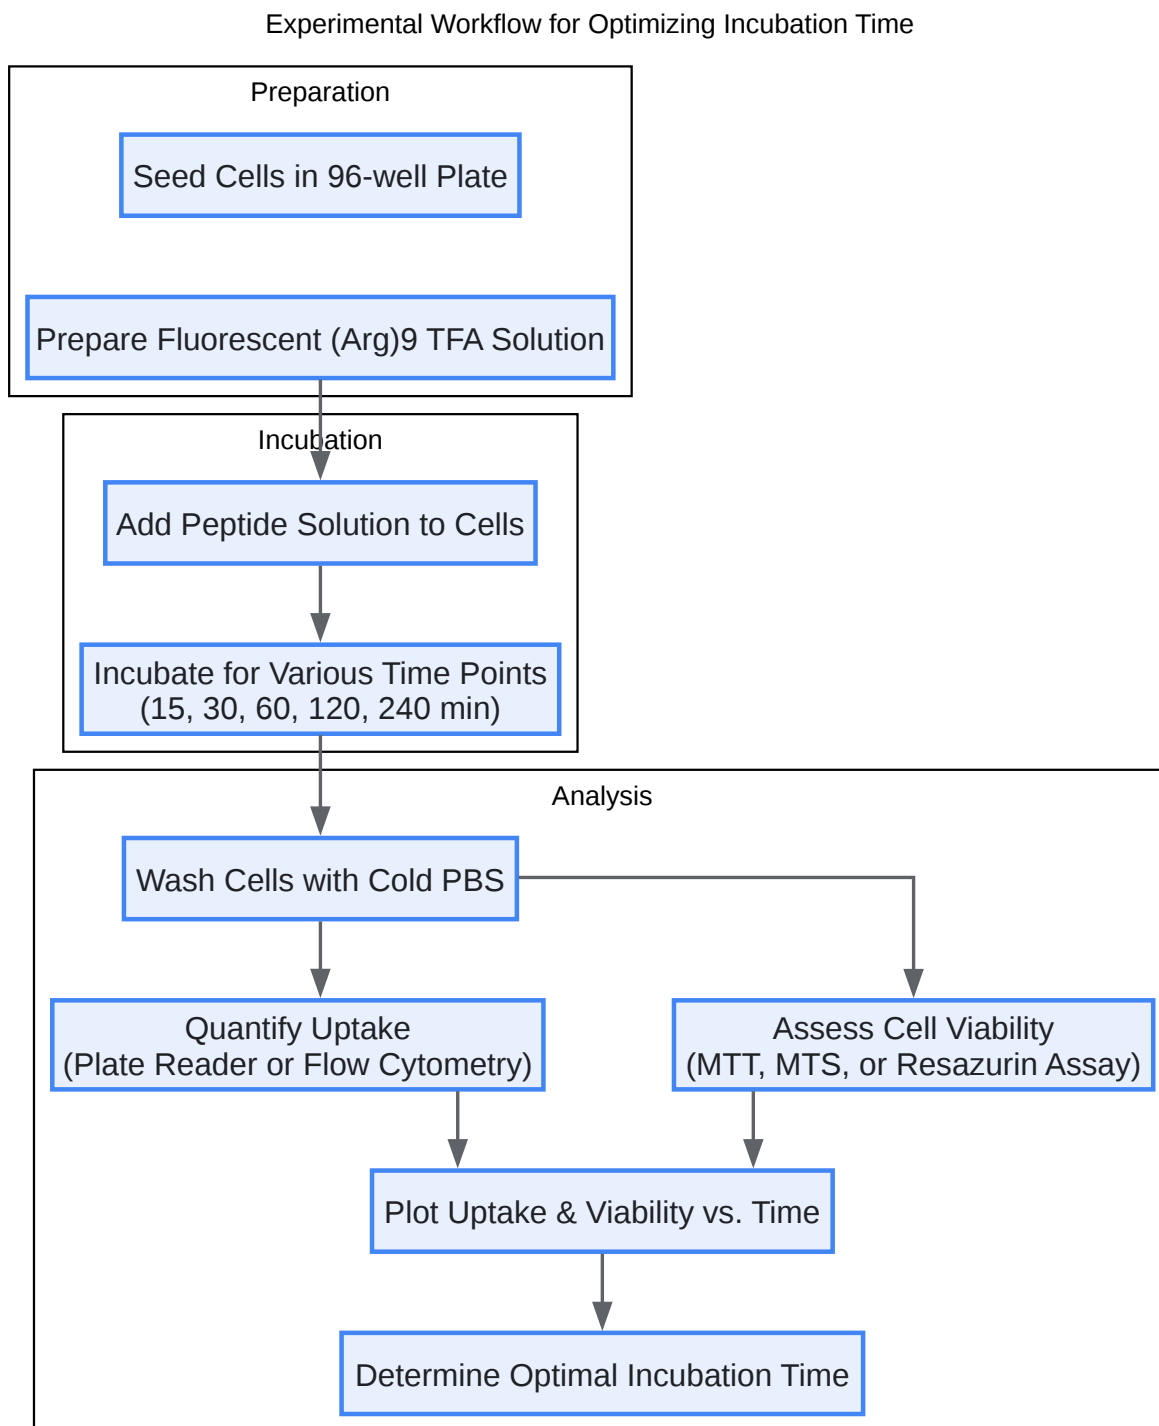 Experimental Workflow for Optimizing Incubation Time
Preparation
Seed Cells in 96-well Plate
Prepare Fluorescent (Arg)9 TFA Solution
Incubation
Add Peptide Solution to Cells
Incubate for Various Time Points
(15, 30, 60, 120, 240 min)
Analysis
Wash Cells with Cold PBS
Quantify Uptake
(Plate Reader or Flow Cytometry)
Assess Cell Viability
(MTT, MTS, or Resazurin Assay)
Plot Uptake & Viability vs. Time
Determine Optimal Incubation Time